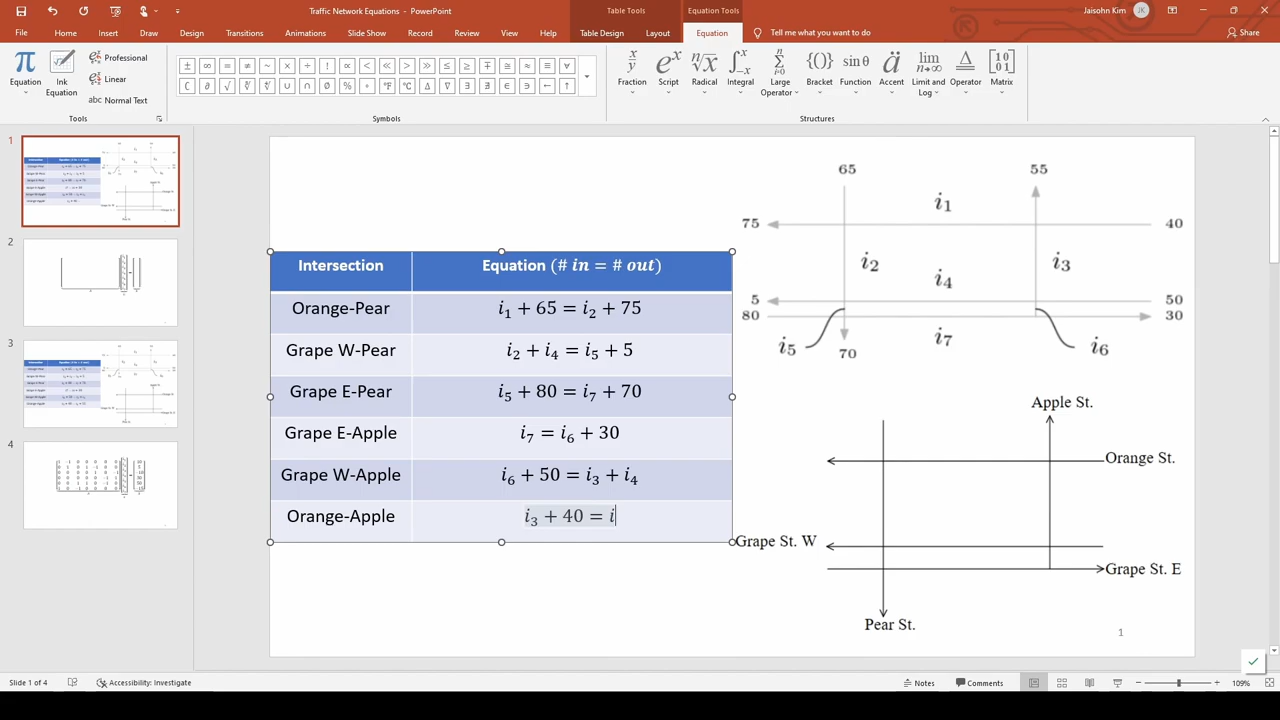 Traffic Network Equations - PowerPoint
Table Tools
Equation Tools
Jaisohn Kim
JK
File
Home
Insert
Draw
Design
Transitions
Animations
Slide Show
Record
Review
View
Help
Table Design
Layout
Equation
Tell me what you want to do
Share
Equation
Ink Equation
Professional
Linear
abc Normal Text
Fraction
Script
Radical
Integral
Large Operator
Bracket
Function
Accent
Limit and Log
Operator
Matrix
Tools
Symbols
Structures
1
2
3
4
Intersection
Equation (# in = # out)
Orange-Pear
i₁ + 65 = i₂ + 75
Grape W-Pear
i₂ + i₄ = i₅ + 5
Grape E-Pear
i₅ + 80 = i₇ + 70
Grape E-Apple
i₇ = i₆ + 30
Grape W-Apple
i₆ + 50 = i₃ + i₄
Orange-Apple
i₃ + 40 = i
65
55
i₁
75
40
i₂
i₃
i₄
5
50
80
30
i₅
i₇
i₆
70
Apple St.
Orange St.
Grape St. W
Grape St. E
Pear St.
1
Slide 1 of 4
Accessibility: Investigate
Notes
Comments
109%